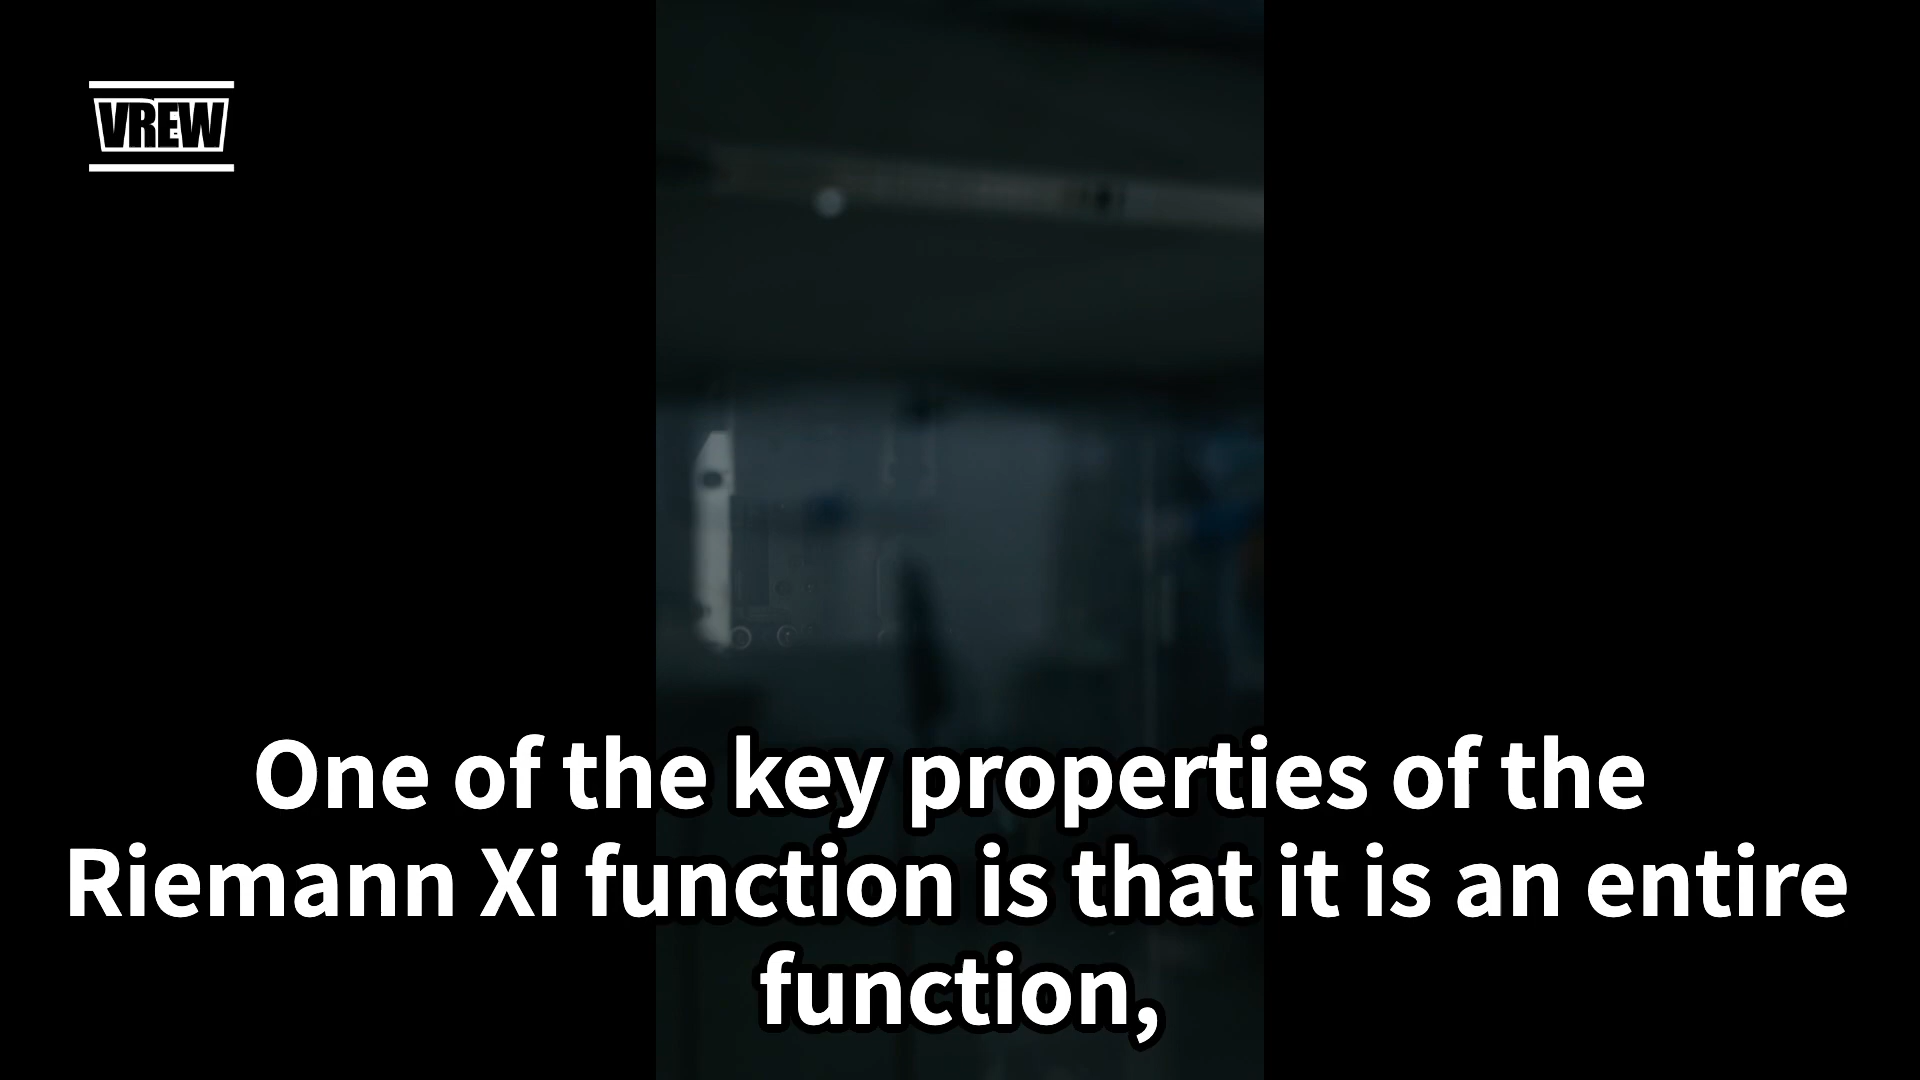 VREW
One of the key properties of the
Riemann Xi function is that it is an entire
function,